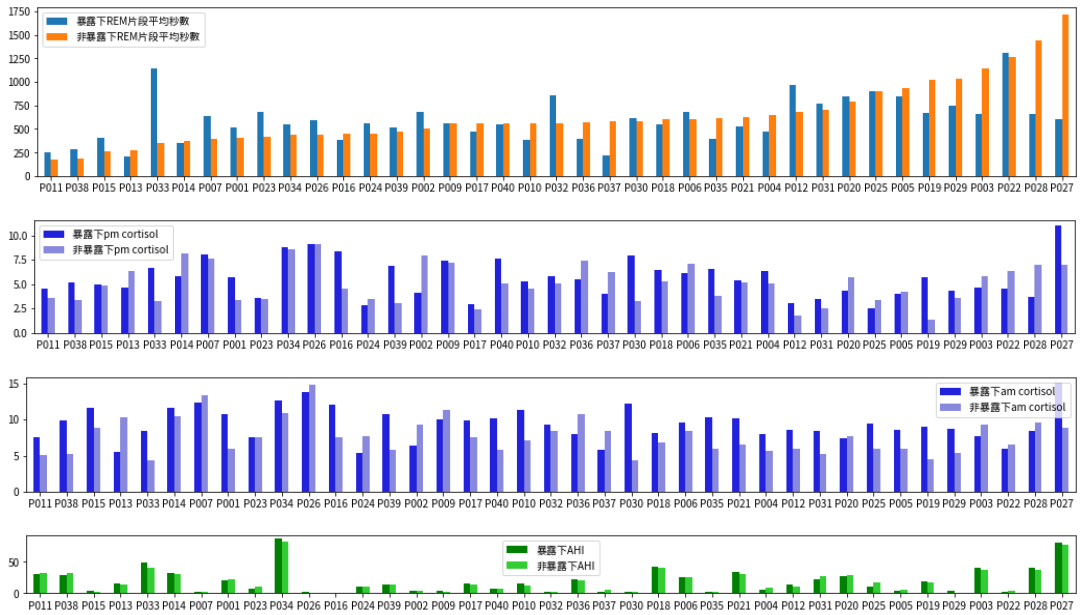 1750
1500
1250
1000
750
500
250
0
暴露下REM片段平均秒數
非暴露下REM片段平均秒數
P011 P038 P015 P013 P033 P014 P007 P001 P023 P034 P026 P016 P024 P039 P002 P009 P017 P040 P010 P032 P036 P037 P030 P018 P006 P035 P021 P004 P012 P031 P020 P025 P005 P019 P029 P003 P022 P028 P027
10.0
7.5
5.0
2.5
0.0
暴露下pm cortisol
非暴露下pm cortisol
P011 P038 P015 P013 P033 P014 P007 P001 P023 P034 P026 P016 P024 P039 P002 P009 P017 P040 P010 P032 P036 P037 P030 P018 P006 P035 P021 P004 P012 P031 P020 P025 P005 P019 P029 P003 P022 P028 P027
15
10
5
0
暴露下am cortisol
非暴露下am cortisol
P011 P038 P015 P013 P033 P014 P007 P001 P023 P034 P026 P016 P024 P039 P002 P009 P017 P040 P010 P032 P036 P037 P030 P018 P006 P035 P021 P004 P012 P031 P020 P025 P005 P019 P029 P003 P022 P028 P027
50
0
暴露下AHI
非暴露下AHI
P011 P038 P015 P013 P033 P014 P007 P001 P023 P034 P026 P016 P024 P039 P002 P009 P017 P040 P010 P032 P036 P037 P030 P018 P006 P035 P021 P004 P012 P031 P020 P025 P005 P019 P029 P003 P022 P028 P027